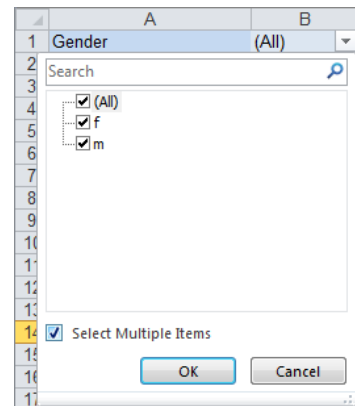 A B
1 Gender (All)
2 Search
3
4 (All)
5 f
6 m
7
8
9
10
11
12
13
14 Select Multiple Items
15
16 OK Cancel
17